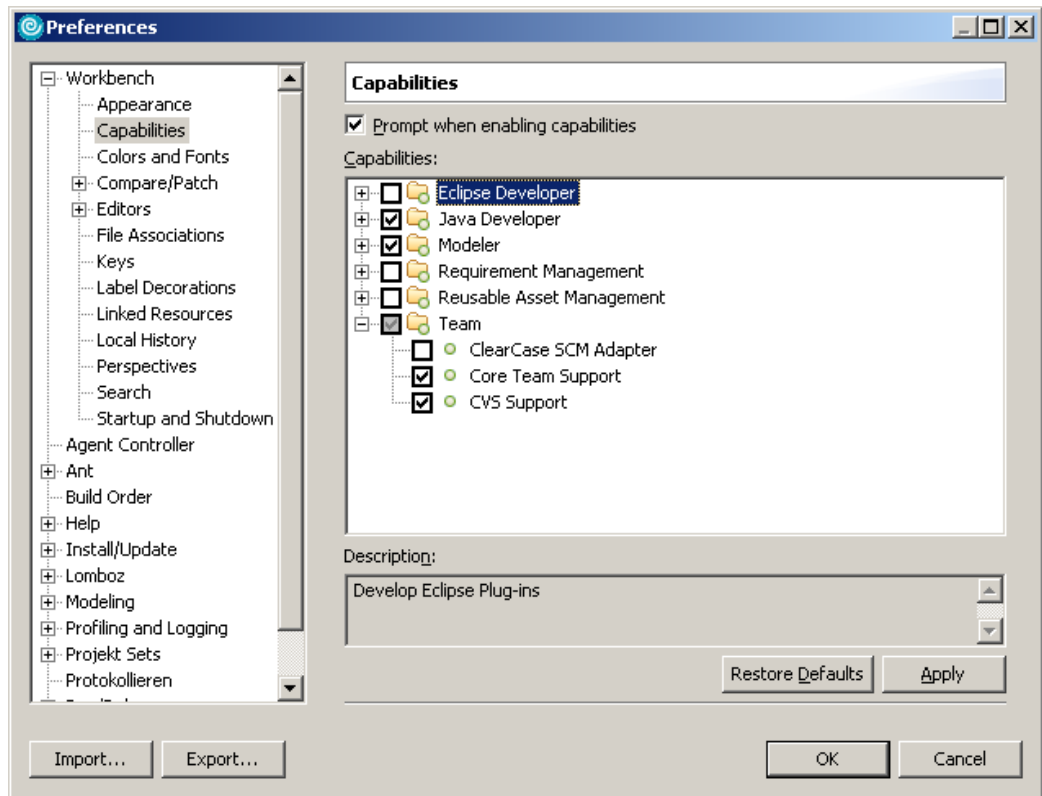 Preferences
Workbench
Appearance
Capabilities
Colors and Fonts
Compare/Patch
Editors
File Associations
Keys
Label Decorations
Linked Resources
Local History
Perspectives
Search
Startup and Shutdown
Agent Controller
Ant
Build Order
Help
Install/Update
Lomboz
Modeling
Profiling and Logging
Projekt Sets
Protokollieren
Capabilities
Prompt when enabling capabilities
Capabilities:
Eclipse Developer
Java Developer
Modeler
Requirement Management
Reusable Asset Management
Team
ClearCase SCM Adapter
Core Team Support
CVS Support
Description:
Develop Eclipse Plug-ins
Restore Defaults
Apply
Import...
Export...
OK
Cancel